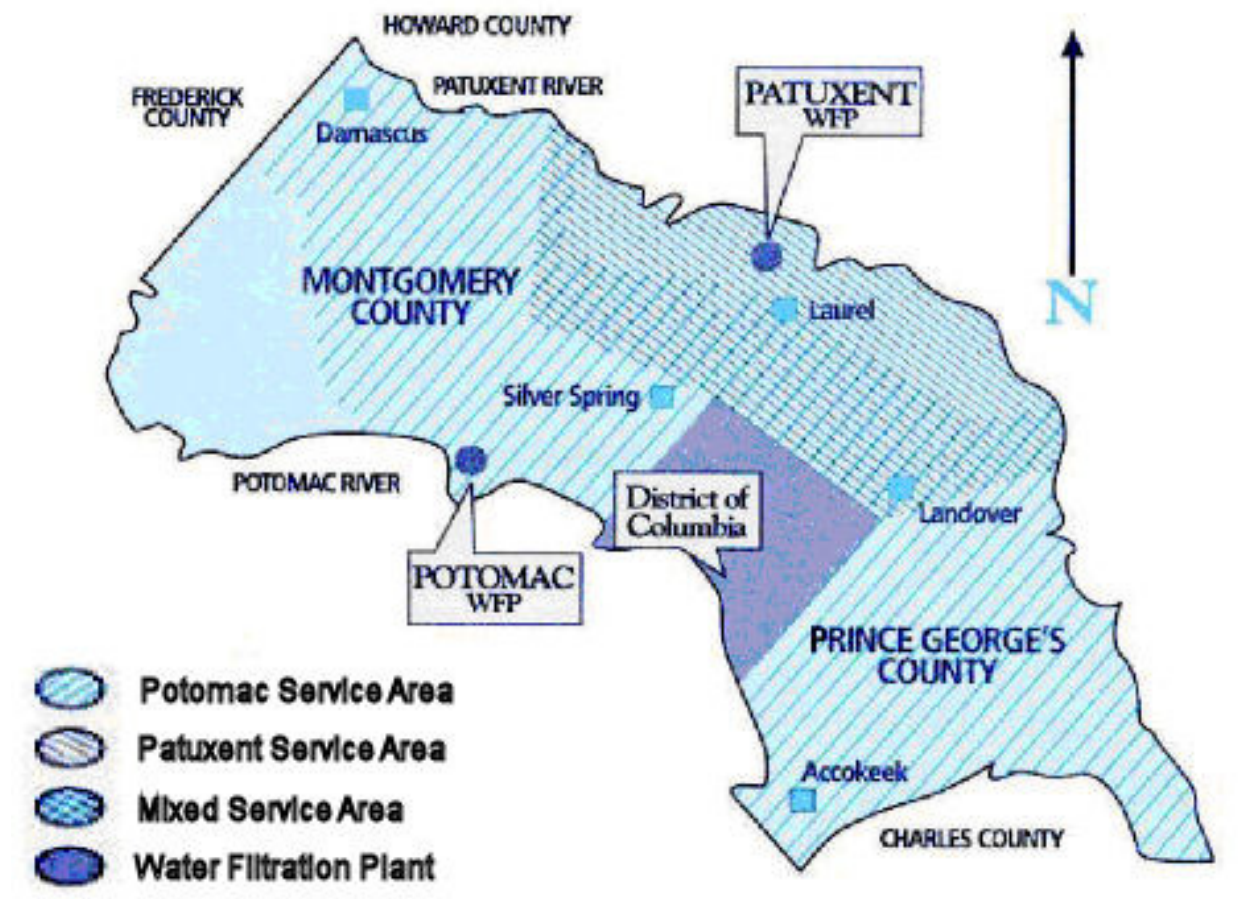 HOWARD COUNTY
FREDERICK
COUNTY
PATUXENT RIVER
PATUXENT
WFP
Damascus
MONTGOMERY
COUNTY
N
Laurel
Silver Spring
POTOMAC RIVER
District of
Columbia
Landover
POTOMAC
WFP
PRINCE GEORGE'S
COUNTY
Accokeek
CHARLES COUNTY
Potomac Service Area
Patuxent Service Area
Mixed Service Area
Water Filtration Plant